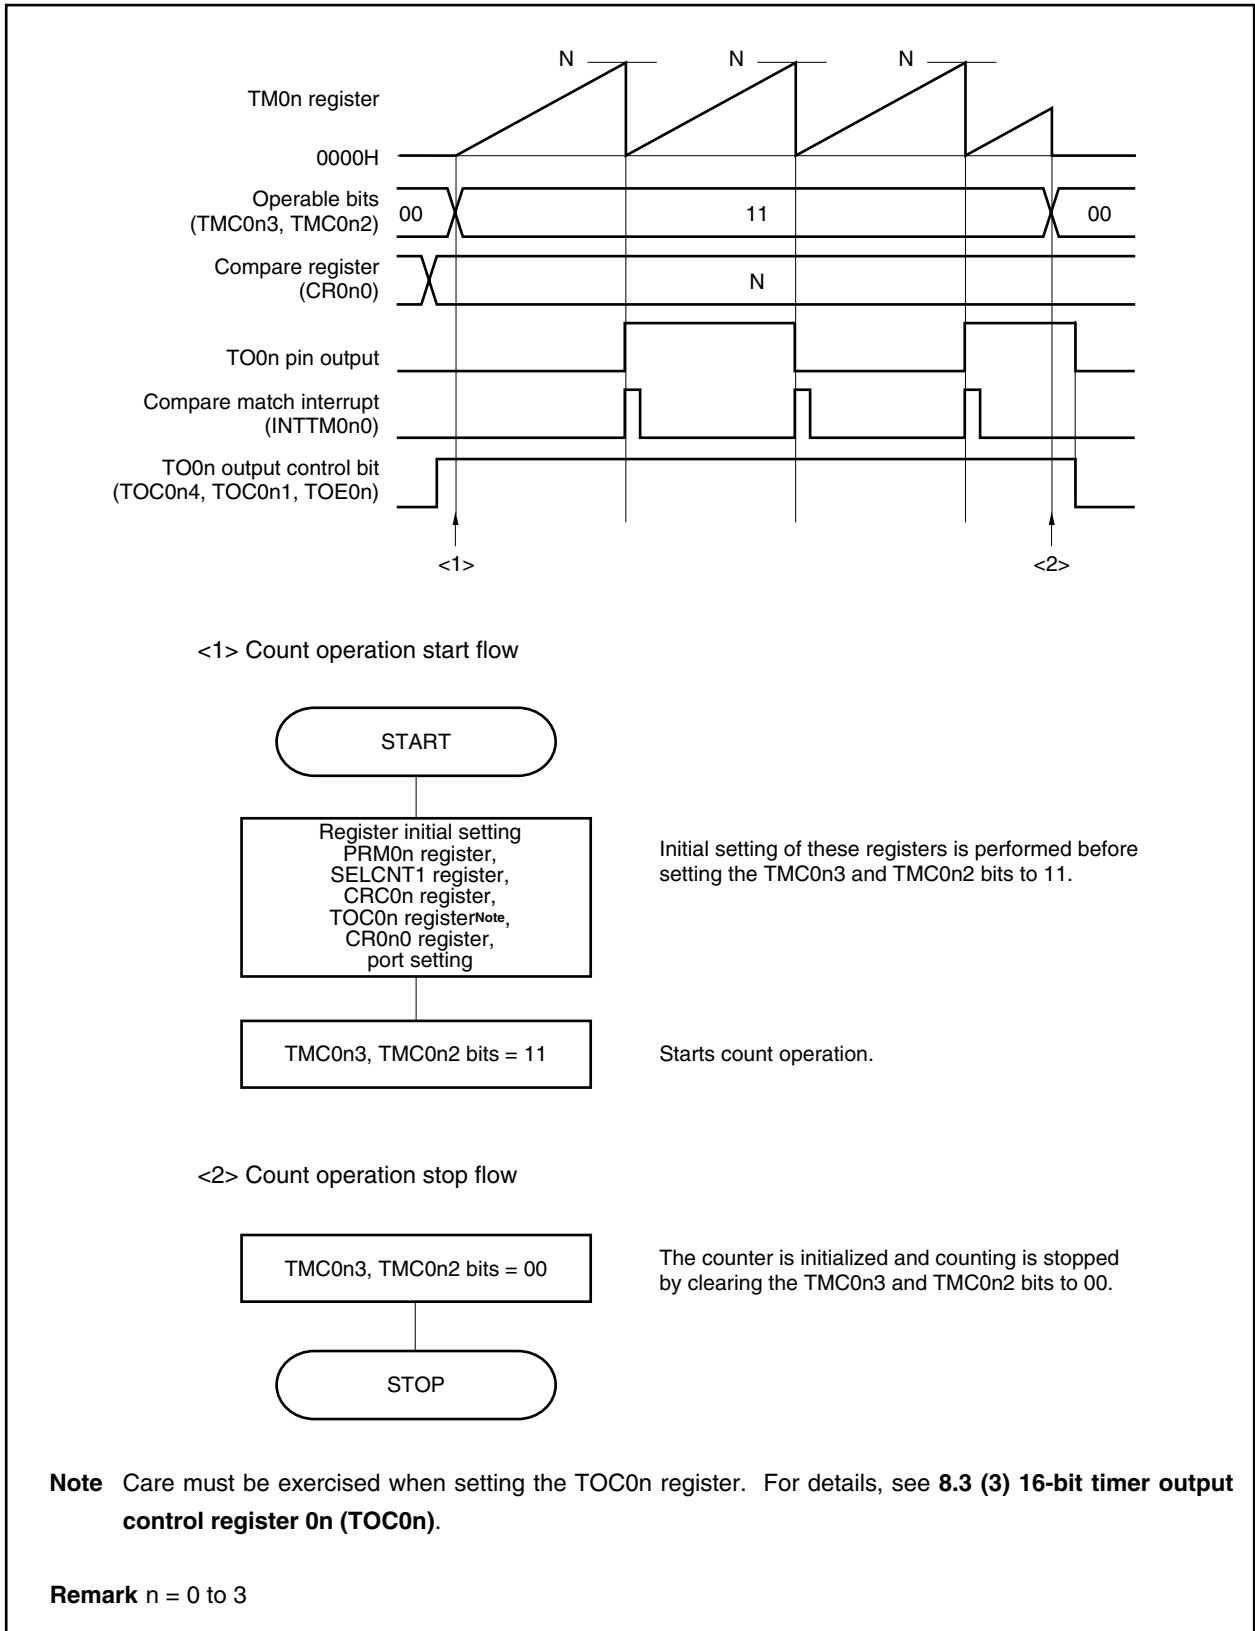 N N N
TM0n register
0000H
Operable bits
(TMC0n3, TMC0n2)
00 11 00
Compare register
(CR0n0)
N
TO0n pin output
Compare match interrupt
(INTTM0n0)
TO0n output control bit
(TOC0n4, TOC0n1, TOE0n)
<1> <2>
<1> Count operation start flow
START
Register initial setting
PRM0n register,
SELCNT1 register,
CRC0n register,
TOC0n registerNote,
CR0n0 register,
port setting
Initial setting of these registers is performed before
setting the TMC0n3 and TMC0n2 bits to 11.
TMC0n3, TMC0n2 bits = 11
Starts count operation.
<2> Count operation stop flow
TMC0n3, TMC0n2 bits = 00
The counter is initialized and counting is stopped
by clearing the TMC0n3 and TMC0n2 bits to 00.
STOP
Note Care must be exercised when setting the TOC0n register. For details, see 8.3 (3) 16-bit timer output
control register 0n (TOC0n).
Remark n = 0 to 3